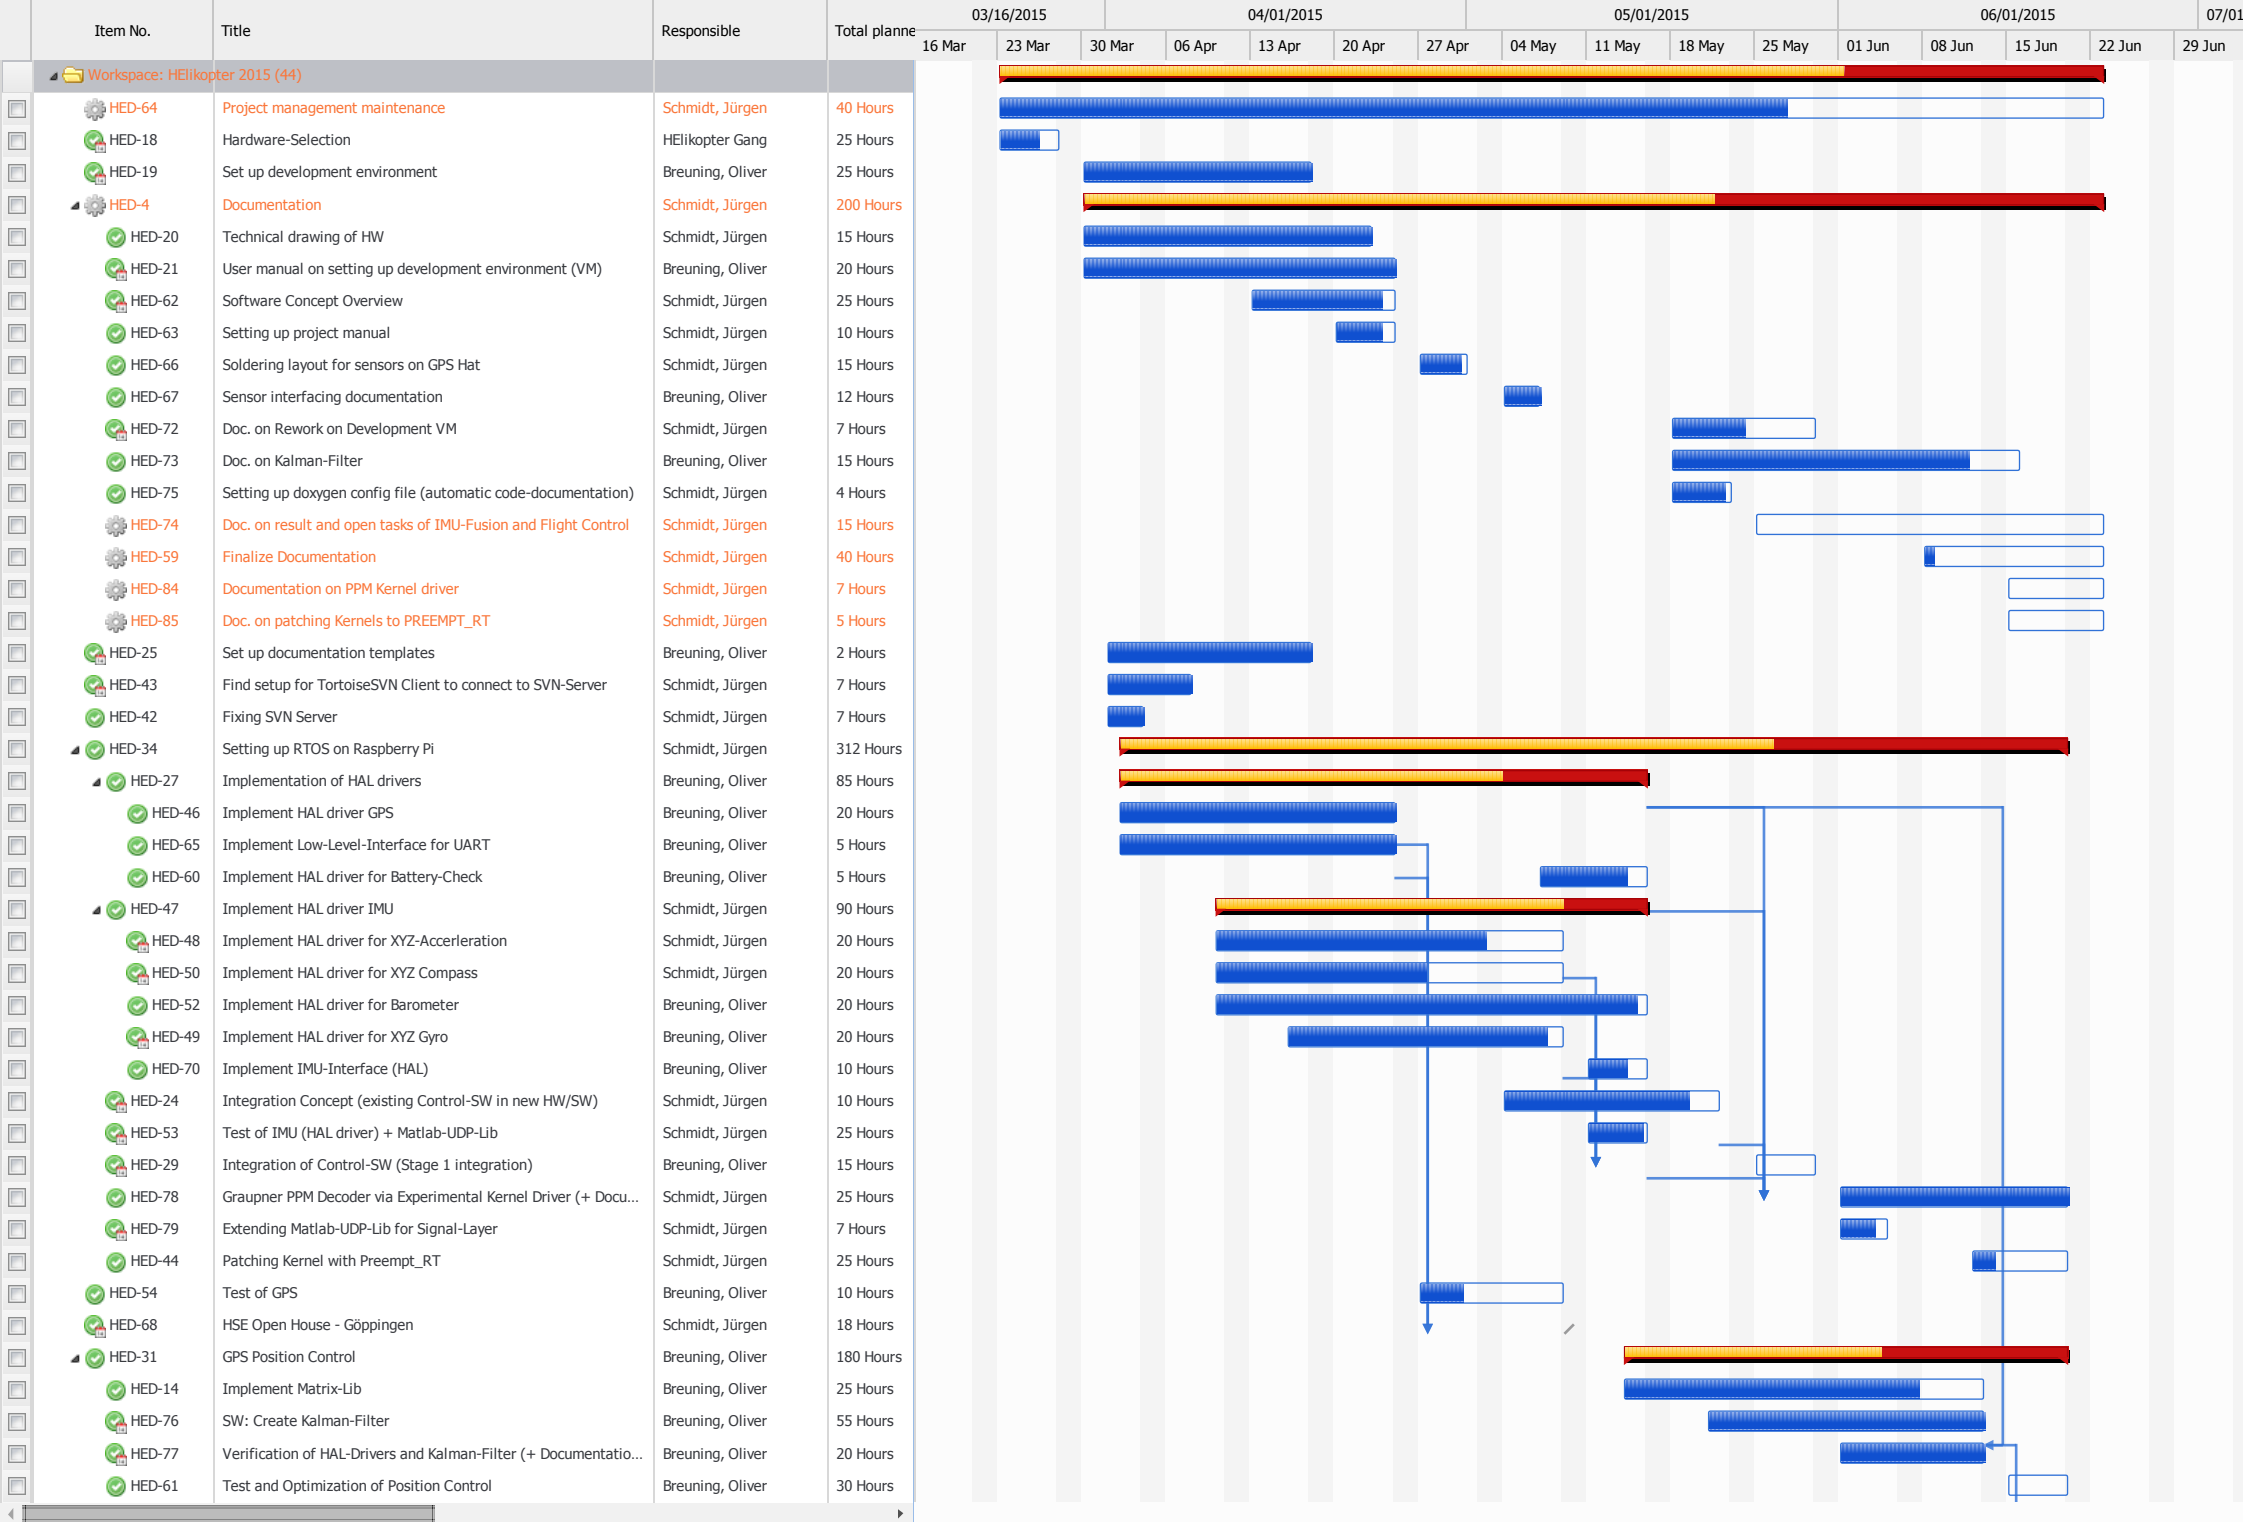 Item No. Title Responsible Total planne 03/16/2015 04/01/2015 05/01/2015 06/01/2015 07/01
16 Mar 23 Mar 30 Mar 06 Apr 13 Apr 20 Apr 27 Apr 04 May 11 May 18 May 25 May 01 Jun 08 Jun 15 Jun 22 Jun 29 Jun
Workspace: HElikopter 2015 (44)
HED-64 Project management maintenance Schmidt, Jürgen 40 Hours
HED-18 Hardware-Selection HElikopter Gang 25 Hours
HED-19 Set up development environment Breuning, Oliver 25 Hours
HED-4 Documentation Schmidt, Jürgen 200 Hours
HED-20 Technical drawing of HW Schmidt, Jürgen 15 Hours
HED-21 User manual on setting up development environment (VM) Breuning, Oliver 20 Hours
HED-62 Software Concept Overview Schmidt, Jürgen 25 Hours
HED-63 Setting up project manual Schmidt, Jürgen 10 Hours
HED-66 Soldering layout for sensors on GPS Hat Schmidt, Jürgen 15 Hours
HED-67 Sensor interfacing documentation Breuning, Oliver 12 Hours
HED-72 Doc. on Rework on Development VM Schmidt, Jürgen 7 Hours
HED-73 Doc. on Kalman-Filter Breuning, Oliver 15 Hours
HED-75 Setting up doxygen config file (automatic code-documentation) Schmidt, Jürgen 4 Hours
HED-74 Doc. on result and open tasks of IMU-Fusion and Flight Control Schmidt, Jürgen 15 Hours
HED-59 Finalize Documentation Schmidt, Jürgen 40 Hours
HED-84 Documentation on PPM Kernel driver Schmidt, Jürgen 7 Hours
HED-85 Doc. on patching Kernels to PREEMPT_RT Schmidt, Jürgen 5 Hours
HED-25 Set up documentation templates Breuning, Oliver 2 Hours
HED-43 Find setup for TortoiseSVN Client to connect to SVN-Server Schmidt, Jürgen 7 Hours
HED-42 Fixing SVN Server Schmidt, Jürgen 7 Hours
HED-34 Setting up RTOS on Raspberry Pi Schmidt, Jürgen 312 Hours
HED-27 Implementation of HAL drivers Breuning, Oliver 85 Hours
HED-46 Implement HAL driver GPS Breuning, Oliver 20 Hours
HED-65 Implement Low-Level-Interface for UART Breuning, Oliver 5 Hours
HED-60 Implement HAL driver for Battery-Check Breuning, Oliver 5 Hours
HED-47 Implement HAL driver IMU Schmidt, Jürgen 90 Hours
HED-48 Implement HAL driver for XYZ-Accerleration Schmidt, Jürgen 20 Hours
HED-50 Implement HAL driver for XYZ Compass Schmidt, Jürgen 20 Hours
HED-52 Implement HAL driver for Barometer Breuning, Oliver 20 Hours
HED-49 Implement HAL driver for XYZ Gyro Breuning, Oliver 20 Hours
HED-70 Implement IMU-Interface (HAL) Breuning, Oliver 10 Hours
HED-24 Integration Concept (existing Control-SW in new HW/SW) Schmidt, Jürgen 10 Hours
HED-53 Test of IMU (HAL driver) + Matlab-UDP-Lib Schmidt, Jürgen 25 Hours
HED-29 Integration of Control-SW (Stage 1 integration) Breuning, Oliver 15 Hours
HED-78 Graupner PPM Decoder via Experimental Kernel Driver (+ Docu... Schmidt, Jürgen 25 Hours
HED-79 Extending Matlab-UDP-Lib for Signal-Layer Schmidt, Jürgen 7 Hours
HED-44 Patching Kernel with Preempt_RT Schmidt, Jürgen 25 Hours
HED-54 Test of GPS Breuning, Oliver 10 Hours
HED-68 HSE Open House - Göppingen Schmidt, Jürgen 18 Hours
HED-31 GPS Position Control Breuning, Oliver 180 Hours
HED-14 Implement Matrix-Lib Breuning, Oliver 25 Hours
HED-76 SW: Create Kalman-Filter Breuning, Oliver 55 Hours
HED-77 Verification of HAL-Drivers and Kalman-Filter (+ Documentatio... Breuning, Oliver 20 Hours
HED-61 Test and Optimization of Position Control Breuning, Oliver 30 Hours